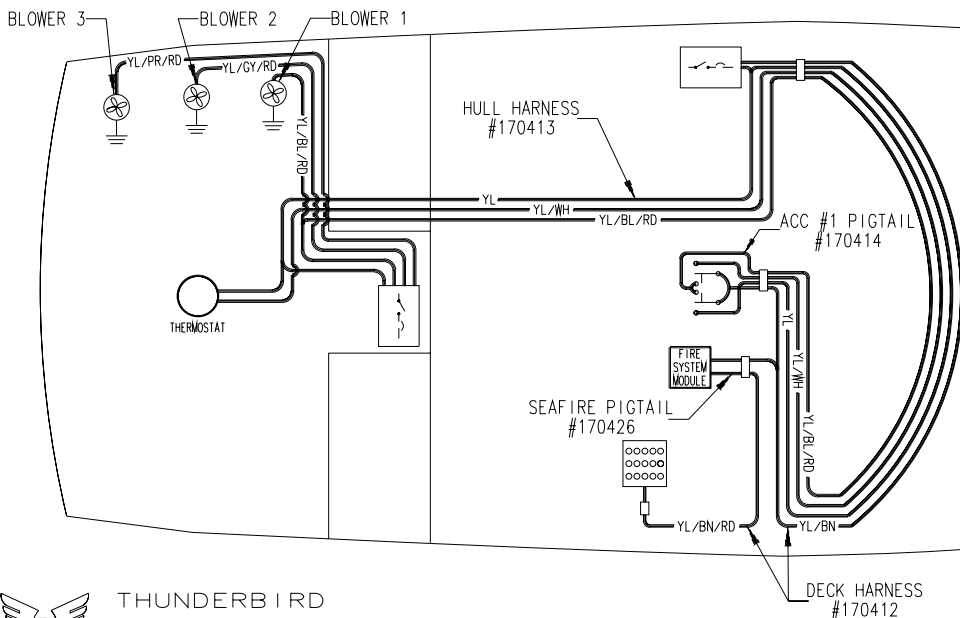 BLOWER 3
BLOWER 2
BLOWER 1
YL/PR/RD
YL/GY/RD
YL/BL/RD
HULL HARNESS
#170413
YL
YL/WH
YL/BL/RD
ACC #1 PIGTAIL
#170414
THERMOSTAT
YL
YL/WH
YL/BL/RD
FIRE
SYSTEM
MODULE
SEAFIRE PIGTAIL
#170426
YL/BN/RD
YL/BN
DECK HARNESS
#170412
THUNDERBIRD